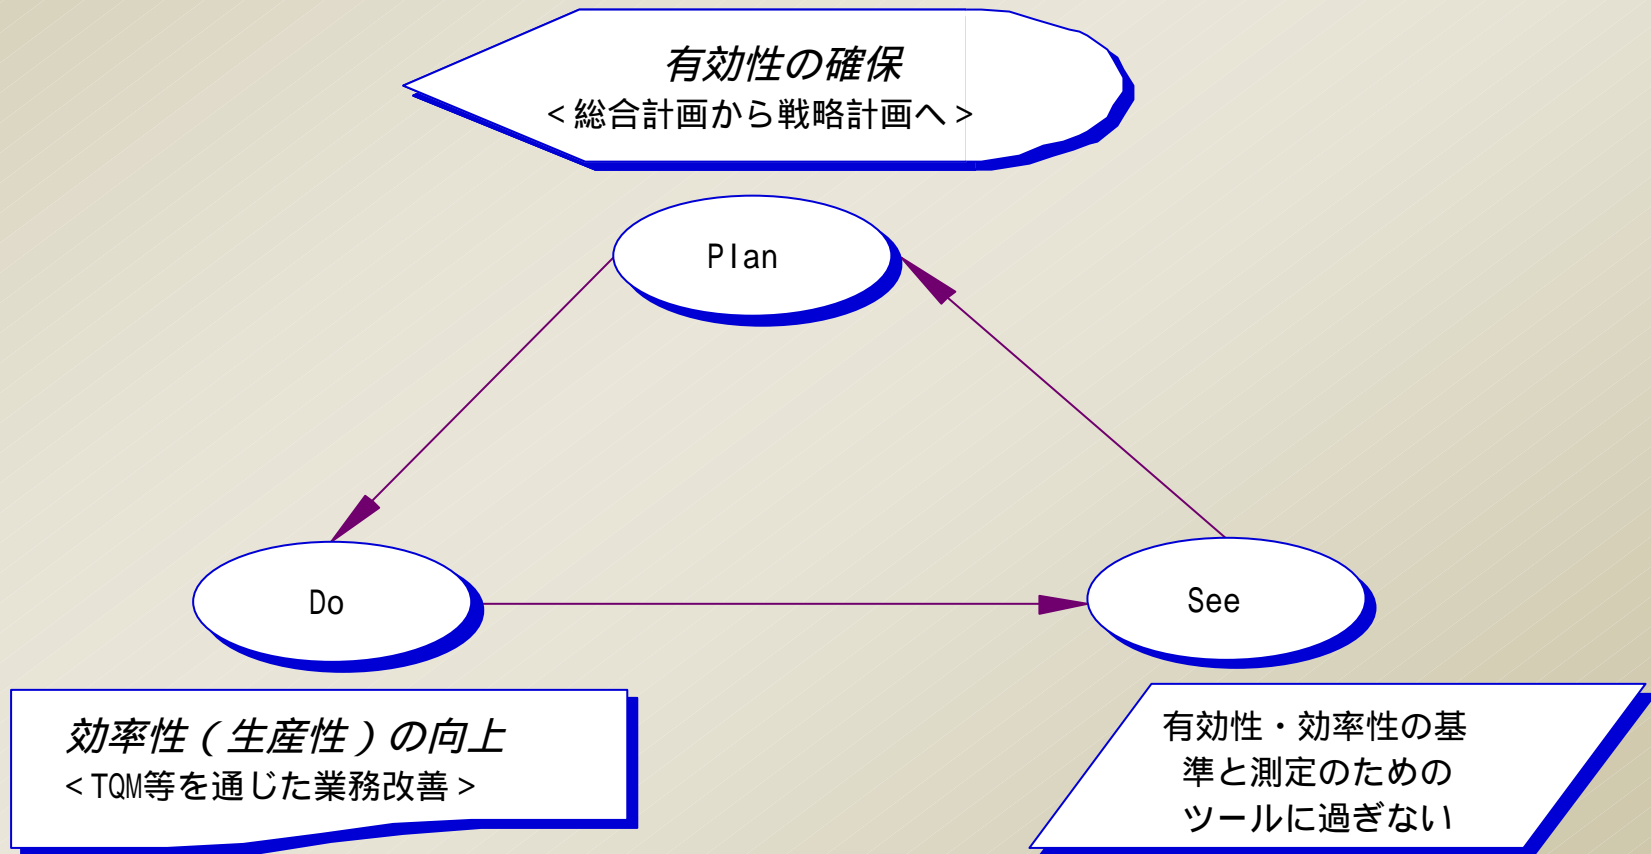 有効性の確保
<総合計画から戦略計画へ>
Plan
Do
See
効率性(生産性)の向上
<TQM等を通じた業務改善>
有効性・効率性の基
準と測定のための
ツールに過ぎない